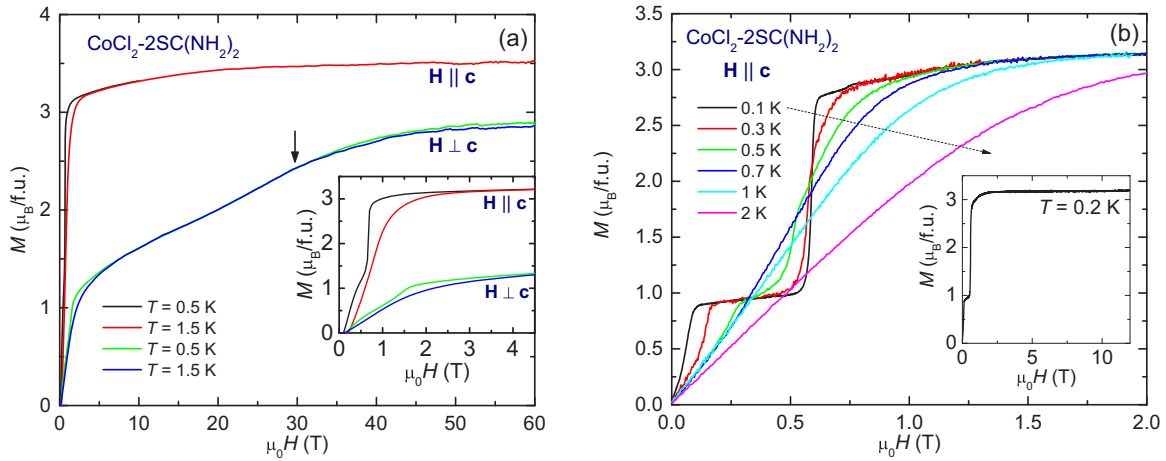 (a)
CoCl2-2SC(NH2)2
H || c
H ⊥ c
T = 0.5 K
T = 1.5 K
T = 0.5 K
T = 1.5 K
M (μB/f.u.)
4
3
2
1
0
0 10 20 30 40 50 60
μ0H (T)
H || c
H ⊥ c
M (μB/f.u.)
3
2
1
0
0 1 2 3 4
μ0H (T)
(b)
CoCl2-2SC(NH2)2
H || c
0.1 K
0.3 K
0.5 K
0.7 K
1 K
2 K
M (μB/f.u.)
3.5
3.0
2.5
2.0
1.5
1.0
0.5
0.0
0.0 0.5 1.0 1.5 2.0
μ0H (T)
T = 0.2 K
M (μB/f.u.)
3
2
1
0
0 5 10
μ0H (T)